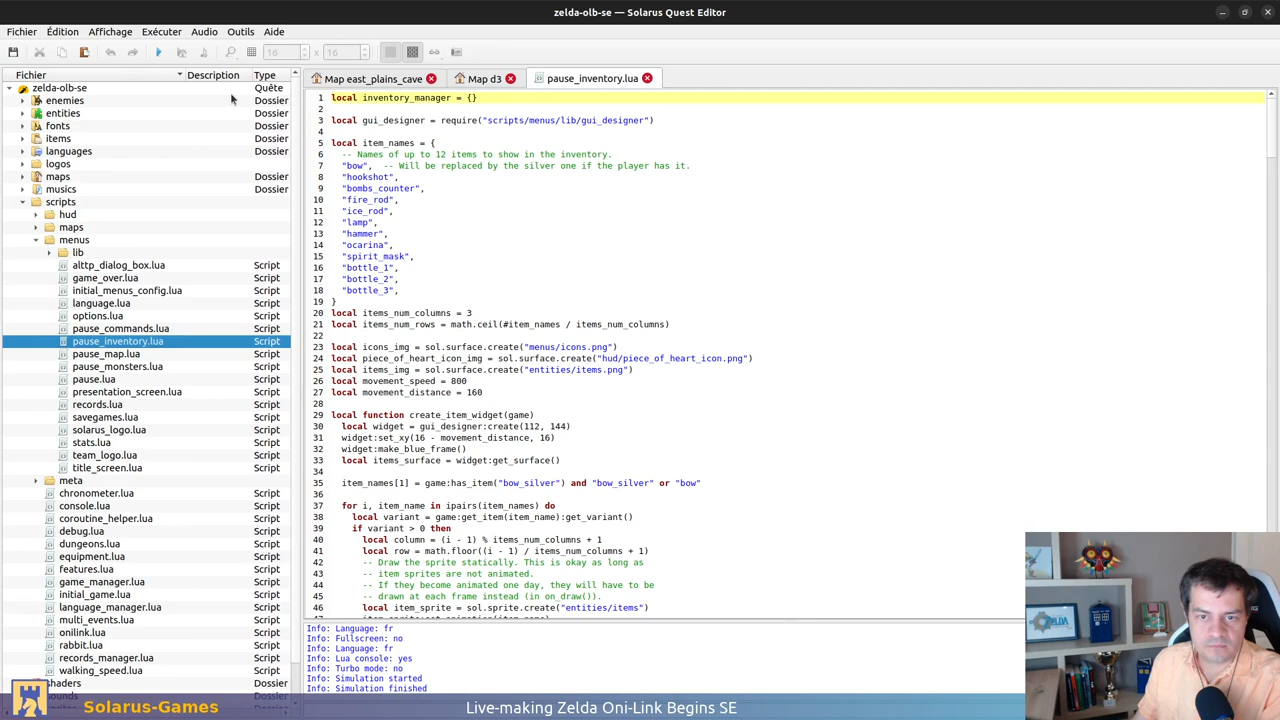 zelda-olb-se — Solarus Quest Editor
Fichier Édition Affichage Exécuter Audio Outils Aide
16 x 16
Fichier Description Type
zelda-olb-se Quête
enemies Dossier
entities Dossier
fonts Dossier
items Dossier
languages Dossier
logos Dossier
maps Dossier
musics Dossier
scripts
hud
maps
menus
lib
alttp_dialog_box.lua Script
game_over.lua Script
initial_menus_config.lua Script
language.lua Script
options.lua Script
pause_commands.lua Script
pause_inventory.lua Script
pause_map.lua Script
pause_monsters.lua Script
pause.lua Script
presentation_screen.lua Script
records.lua Script
savegames.lua Script
solarus_logo.lua Script
stats.lua Script
team_logo.lua Script
title_screen.lua Script
meta
chronometer.lua Script
console.lua Script
coroutine_helper.lua Script
debug.lua Script
dungeons.lua Script
equipment.lua Script
features.lua Script
game_manager.lua Script
initial_game.lua Script
language_manager.lua Script
multi_events.lua Script
onilink.lua Script
rabbit.lua Script
records_manager.lua Script
walking_speed.lua Script
shaders Dossier
Map east_plains_cave Map d3 pause_inventory.lua
1 local inventory_manager = {}
2
3 local gui_designer = require("scripts/menus/lib/gui_designer")
4
5 local item_names = {
6 -- Names of up to 12 items to show in the inventory.
7 "bow", -- Will be replaced by the silver one if the player has it.
8 "hookshot",
9 "bombs_counter",
10 "fire_rod",
11 "ice_rod",
12 "lamp",
13 "hammer",
14 "ocarina",
15 "spirit_mask",
16 "bottle_1",
17 "bottle_2",
18 "bottle_3",
19 }
20 local items_num_columns = 3
21 local items_num_rows = math.ceil(#item_names / items_num_columns)
22
23 local icons_img = sol.surface.create("menus/icons.png")
24 local piece_of_heart_icon_img = sol.surface.create("hud/piece_of_heart_icon.png")
25 local items_img = sol.surface.create("entities/items.png")
26 local movement_speed = 800
27 local movement_distance = 160
28
29 local function create_item_widget(game)
30 local widget = gui_designer:create(112, 144)
31 widget:set_xy(16 - movement_distance, 16)
32 widget:make_blue_frame()
33 local items_surface = widget:get_surface()
34
35 item_names[1] = game:has_item("bow_silver") and "bow_silver" or "bow"
36
37 for i, item_name in ipairs(item_names) do
38 local variant = game:get_item(item_name):get_variant()
39 if variant > 0 then
40 local column = (i - 1) % items_num_columns + 1
41 local row = math.floor((i - 1) / items_num_columns + 1)
42 -- Draw the sprite statically. This is okay as long as
43 -- item sprites are not animated.
44 -- If they become animated one day, they will have to be
45 -- drawn at each frame instead (in on_draw()).
46 local item_sprite = sol.sprite.create("entities/items")
Info: Language: fr
Info: Fullscreen: no
Info: Language: fr
Info: Lua console: yes
Info: Turbo mode: no
Info: Simulation started
Info: Simulation finished
Solarus-Games Live-making Zelda Oni-Link Begins SE